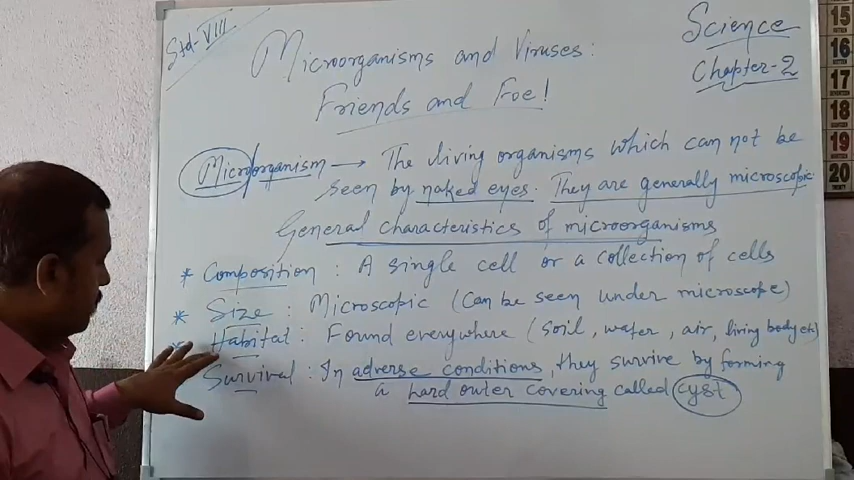 Std-VIII
Science
Chapter-2
Microorganisms and Viruses:
Friends and Foe!
Microorganism → The living organisms which can not be
seen by naked eyes. They are generally microscopic.
General characteristics of microorganisms
* Composition : A single cell or a collection of cells
* Size : Microscopic (Can be seen under microscope)
* Habital : Found everywhere (Soil, water, air, living body etc)
Survival : In adverse conditions, they survive by forming
a hard outer covering called cyst
15
16
17
18
19
20